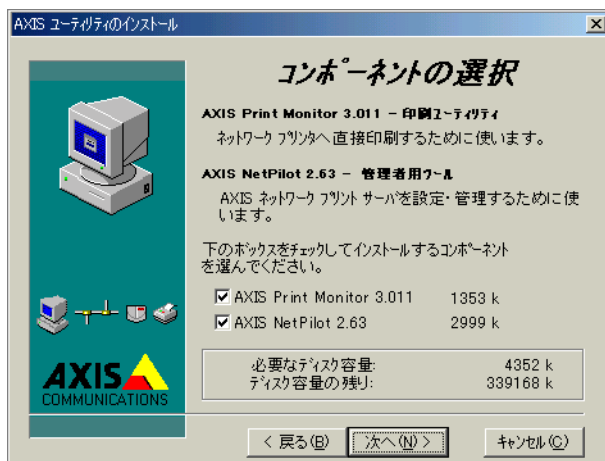 AXIS ユーティリティのインストール
コンポーネントの選択
AXIS Print Monitor 3.011 - 印刷ユーティリティ
ネットワーク プリンタへ直接印刷するために使います。
AXIS NetPilot 2.63 - 管理者用ツール
AXIS ネットワーク プリント サーバを設定・管理するために使
います。
下のボックスをチェックしてインストールするコンポーネント
を選んでください。
AXIS Print Monitor 3.011 1353 k
AXIS NetPilot 2.63 2999 k
必要なディスク容量: 4352 k
ディスク容量の残り: 339168 k
AXIS
COMMUNICATIONS
< 戻る(B) 次へ(N) > キャンセル(C)